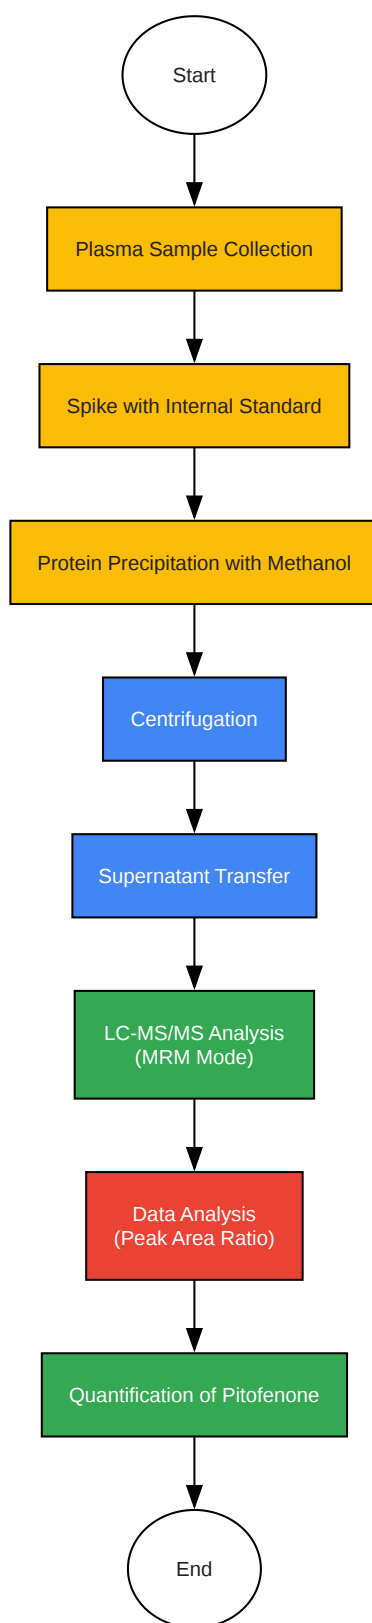 Start
Plasma Sample Collection
Spike with Internal Standard
Protein Precipitation with Methanol
Centrifugation
Supernatant Transfer
LC-MS/MS Analysis
(MRM Mode)
Data Analysis
(Peak Area Ratio)
Quantification of Pitofenone
End